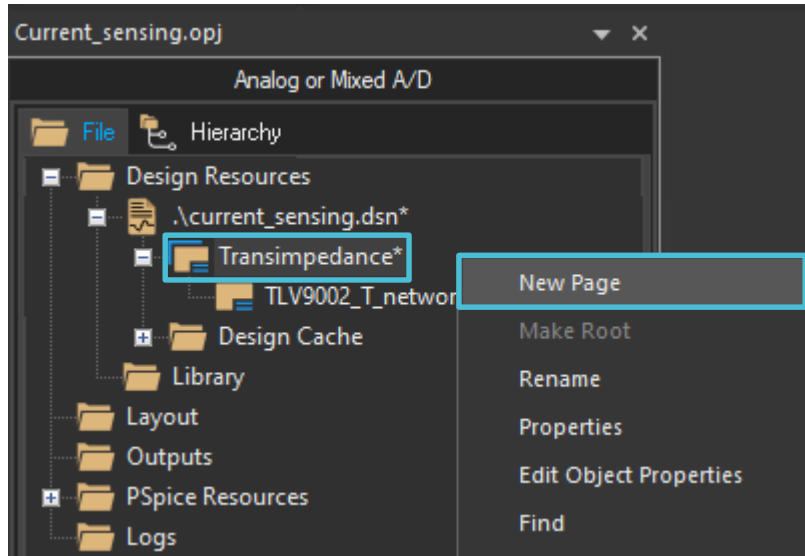 Current_sensing.opj
Analog or Mixed A/D
File Hierarchy
Design Resources
.\current_sensing.dsn*
Transimpedance*
TLV9002_T_networ
Design Cache
Library
Layout
Outputs
PSpice Resources
Logs
New Page
Make Root
Rename
Properties
Edit Object Properties
Find